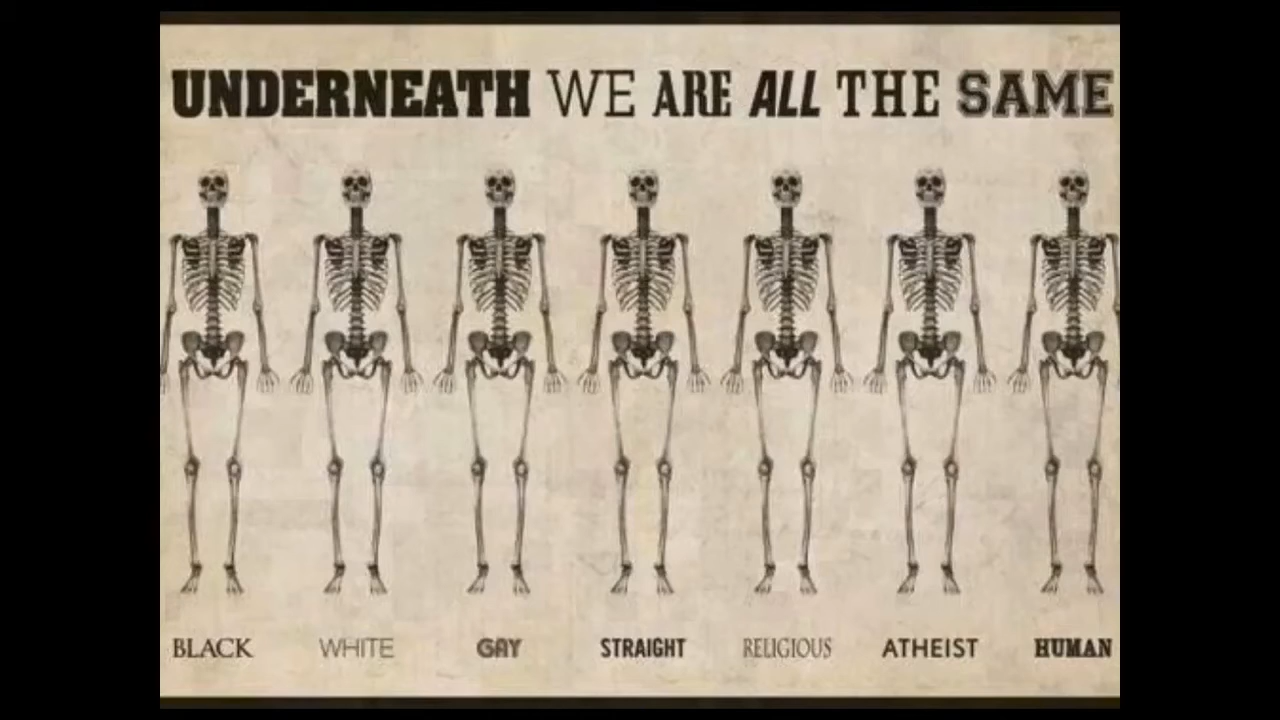 UNDERNEATH WE ARE ALL THE SAME
BLACK WHITE GAY STRAIGHT RELIGIOUS ATHEIST HUMAN